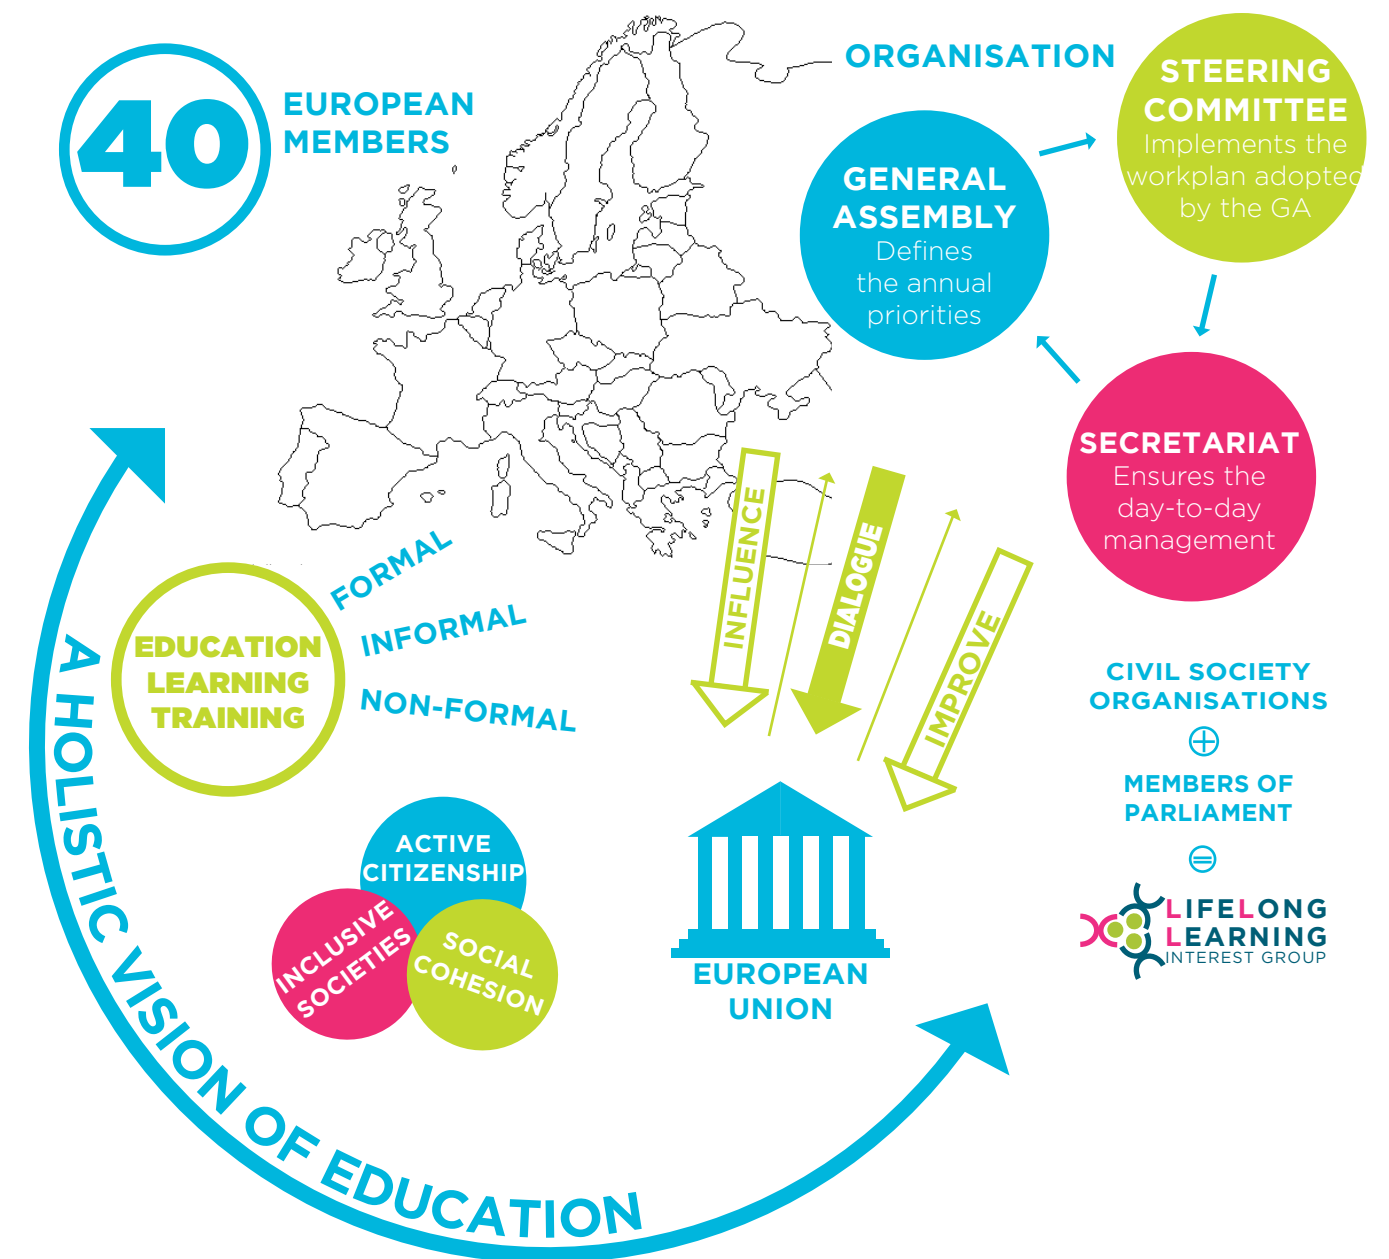 40
EUROPEAN
MEMBERS
ORGANISATION
STEERING
COMMITTEE
Implements the
workplan adopted
by the GA
GENERAL
ASSEMBLY
Defines
the annual
priorities
SECRETARIAT
Ensures the
day-to-day
management
INFLUENCE
DIALOGUE
IMPROVE
FORMAL
INFORMAL
NON-FORMAL
EDUCATION
LEARNING
TRAINING
CIVIL SOCIETY
ORGANISATIONS
+
MEMBERS OF
PARLIAMENT
=
LIFELONG
LEARNING
INTEREST GROUP
ACTIVE
CITIZENSHIP
INCLUSIVE
SOCIETIES
SOCIAL
COHESION
EUROPEAN
UNION
A HOLISTIC VISION OF EDUCATION